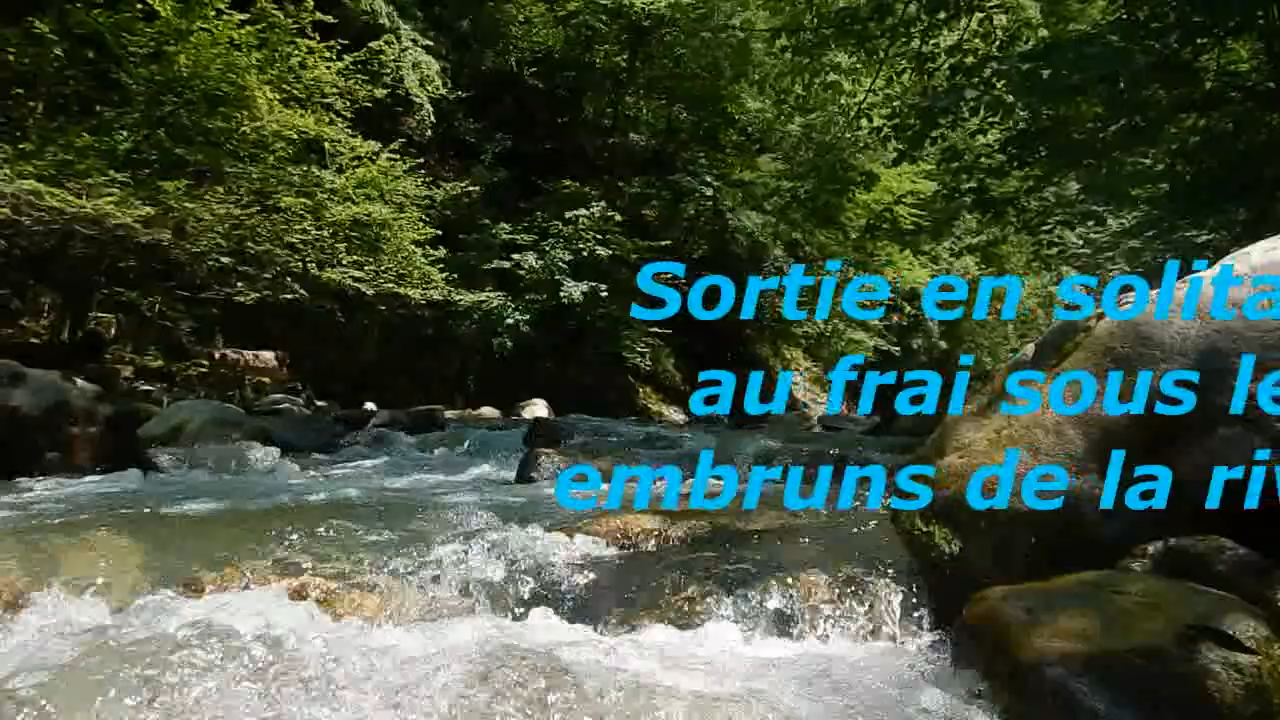 Sortie en solita
au frai sous le
embruns de la riv